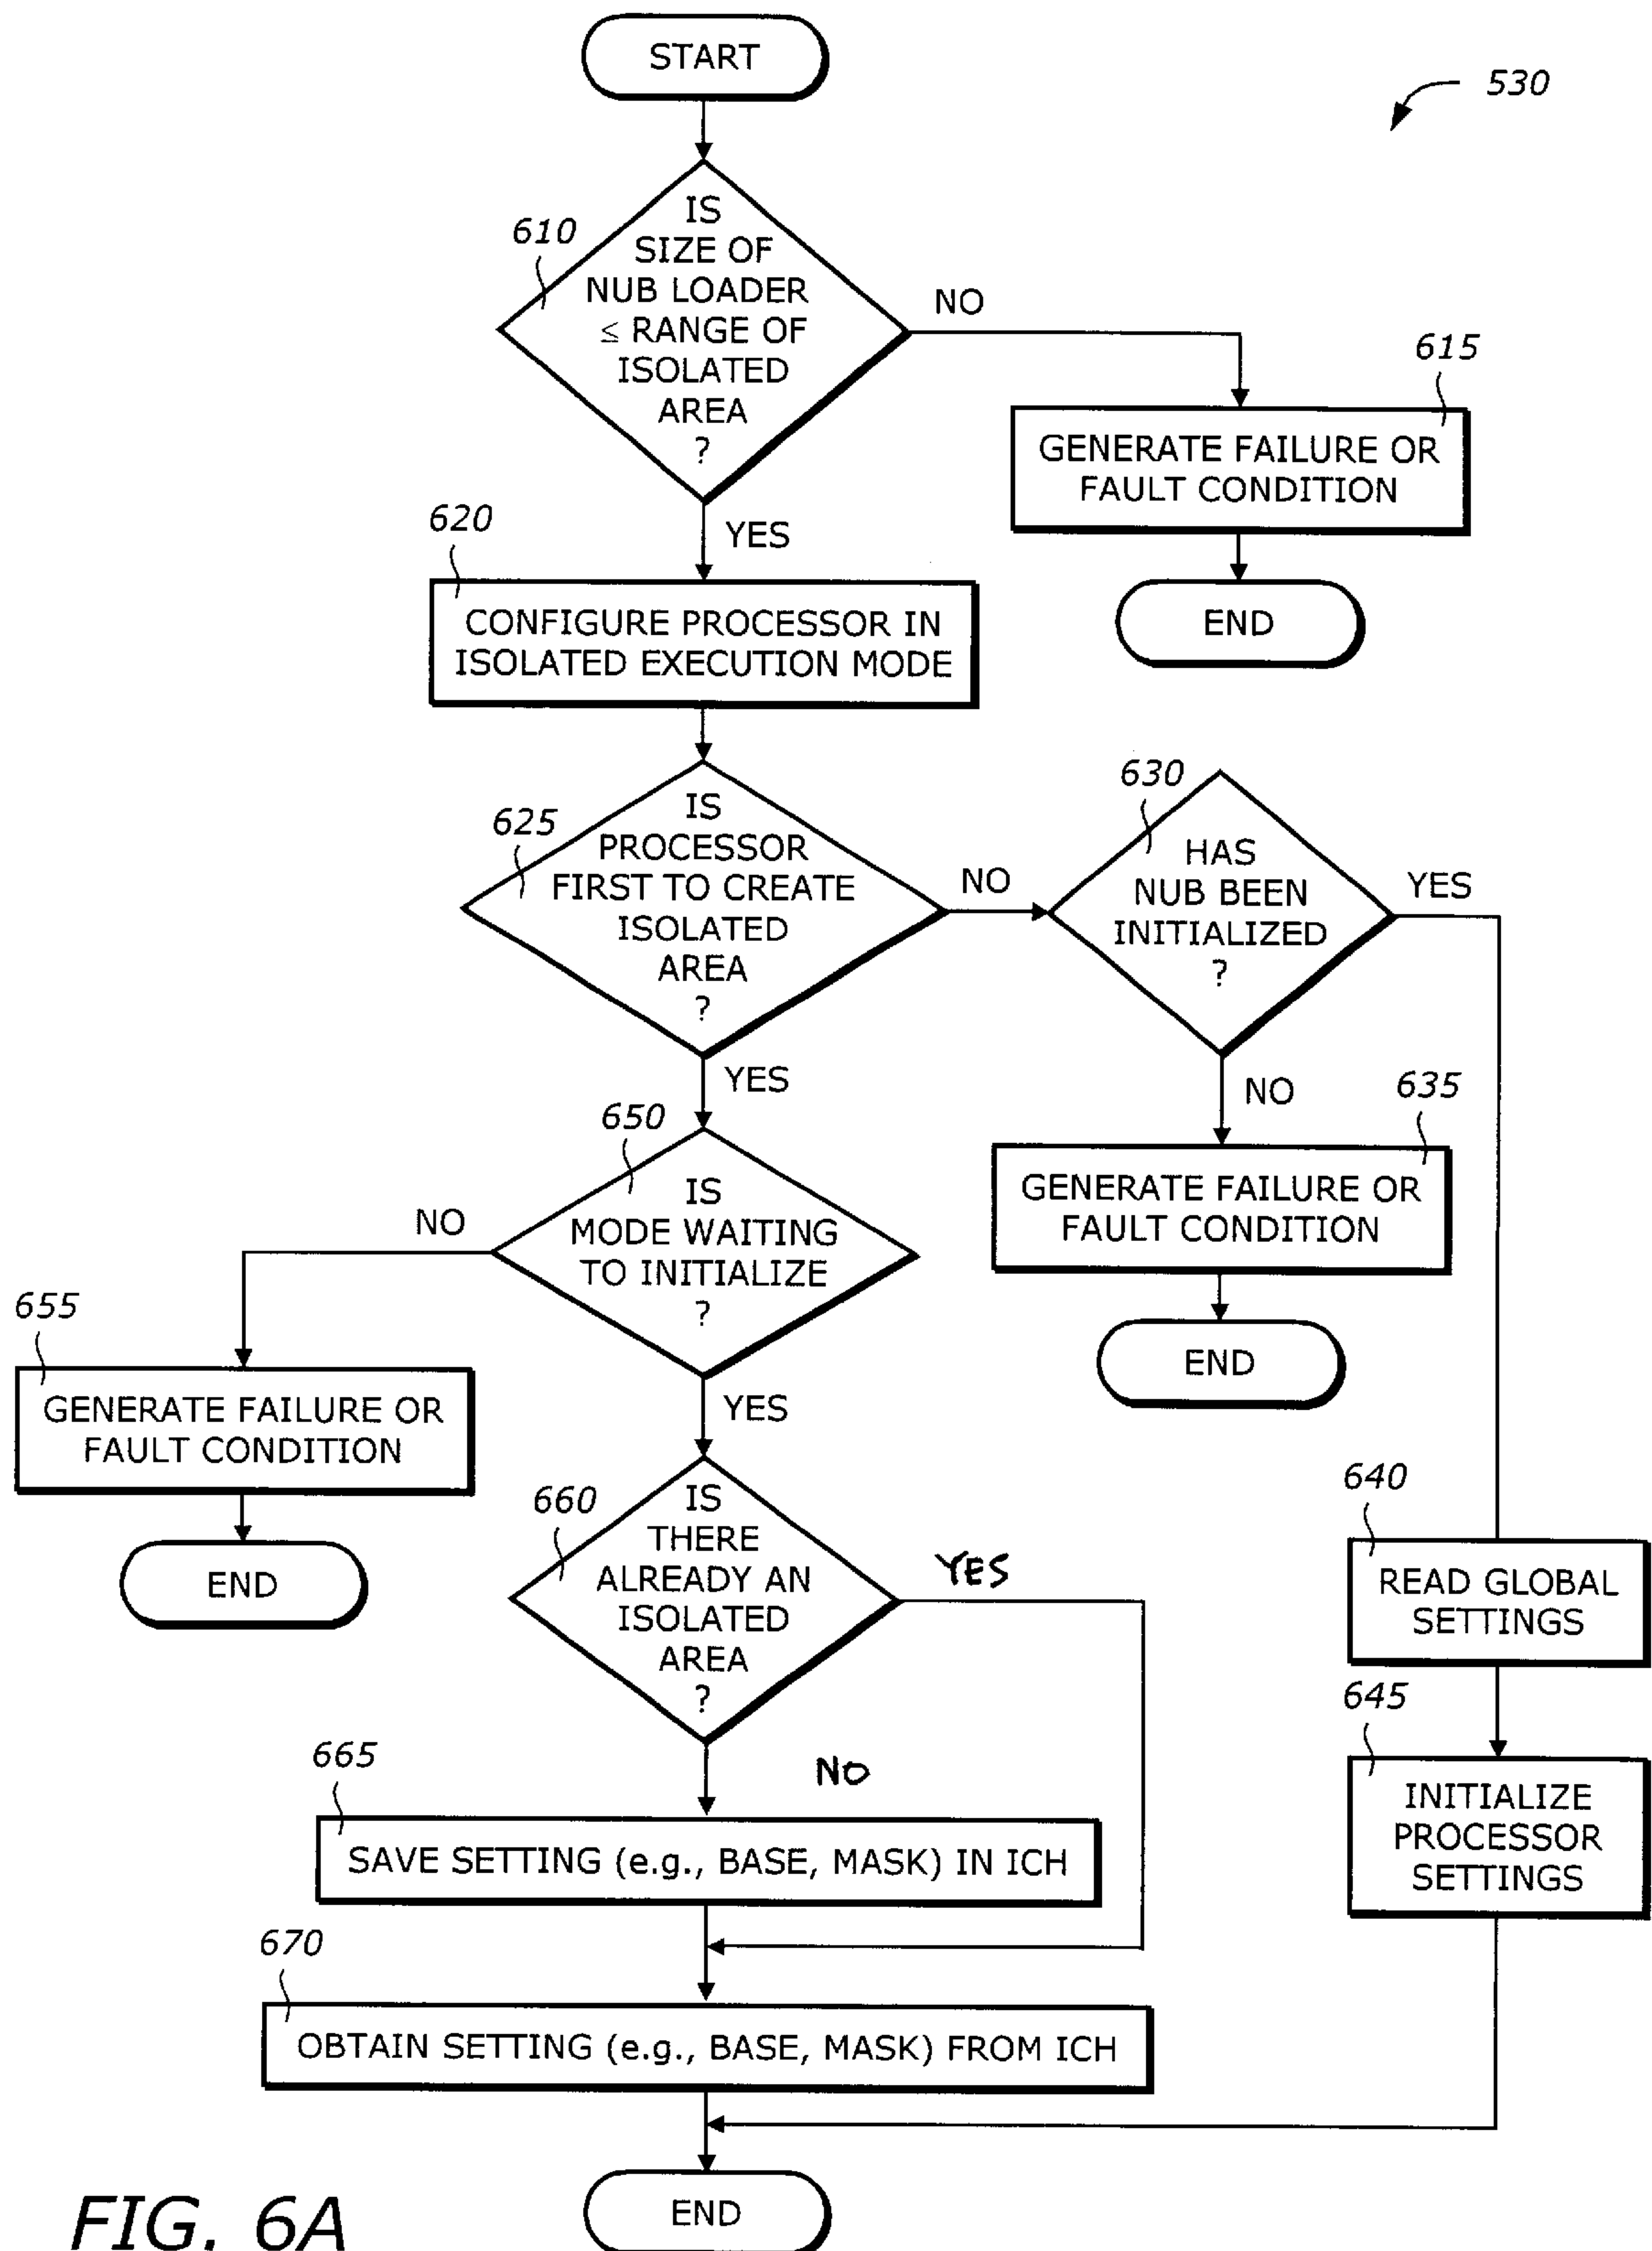 START
530
610
IS
SIZE OF
NUB LOADER
≤ RANGE OF
ISOLATED
AREA
?
NO
615
GENERATE FAILURE OR
FAULT CONDITION
END
YES
620
CONFIGURE PROCESSOR IN
ISOLATED EXECUTION MODE
625
IS
PROCESSOR
FIRST TO CREATE
ISOLATED
AREA
?
NO
630
HAS
NUB BEEN
INITIALIZED
?
YES
NO
635
GENERATE FAILURE OR
FAULT CONDITION
END
YES
650
IS
MODE WAITING
TO INITIALIZE
?
NO
655
GENERATE FAILURE OR
FAULT CONDITION
END
YES
660
IS
THERE
ALREADY AN
ISOLATED
AREA
?
YES
640
READ GLOBAL
SETTINGS
645
INITIALIZE
PROCESSOR
SETTINGS
NO
665
SAVE SETTING (e.g., BASE, MASK) IN ICH
670
OBTAIN SETTING (e.g., BASE, MASK) FROM ICH
END
FIG. 6A